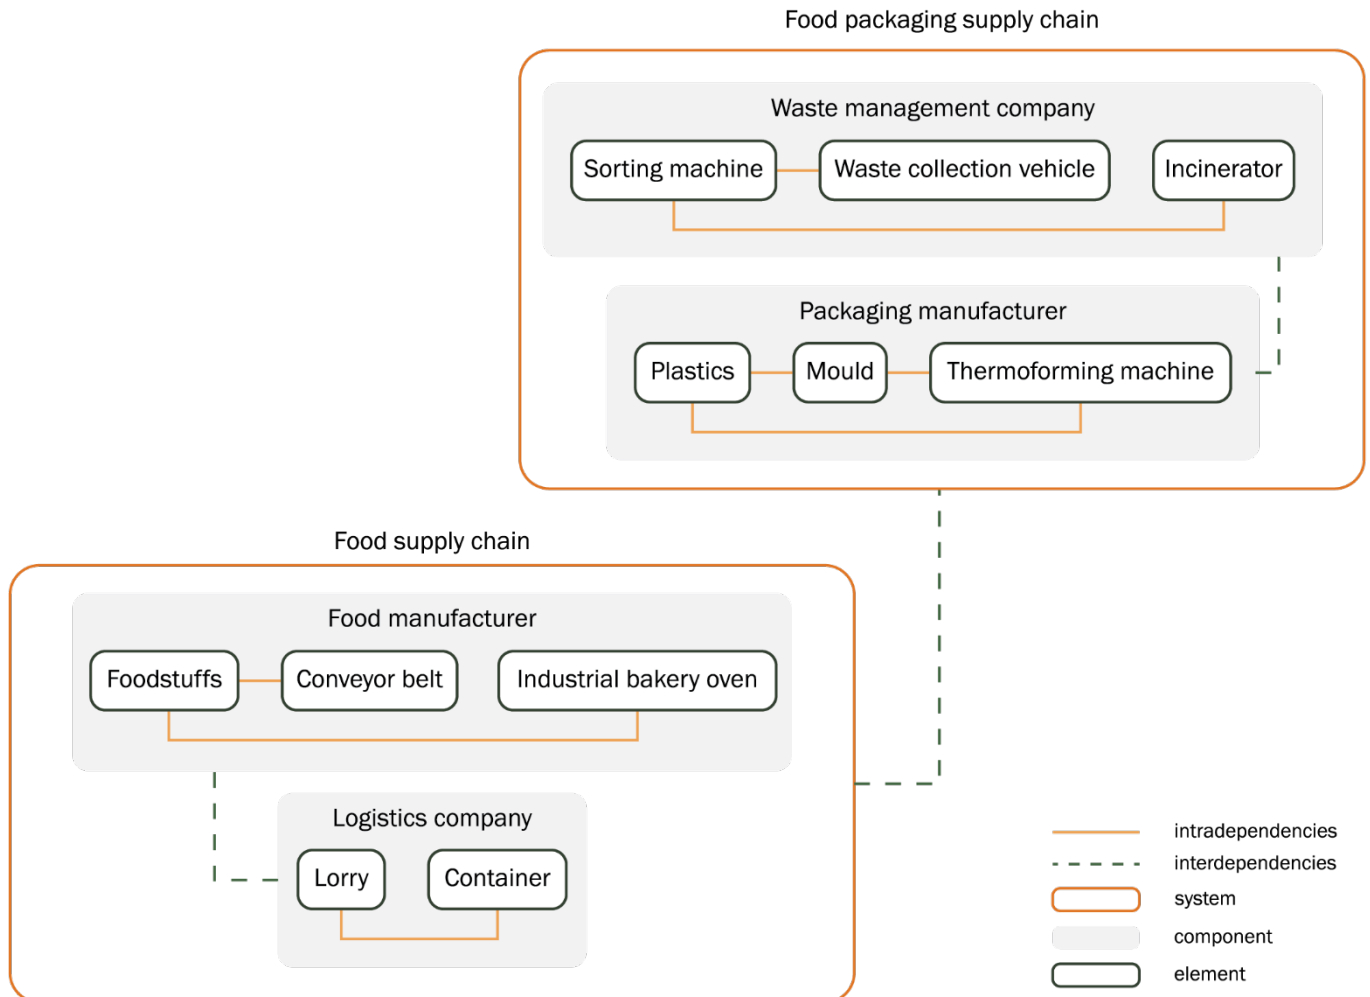 Food packaging supply chain
Waste management company
Sorting machine
Waste collection vehicle
Incinerator
Packaging manufacturer
Plastics
Mould
Thermoforming machine
Food supply chain
Food manufacturer
Foodstuffs
Conveyor belt
Industrial bakery oven
Logistics company
Lorry
Container
intradependencies
interdependencies
system
component
element